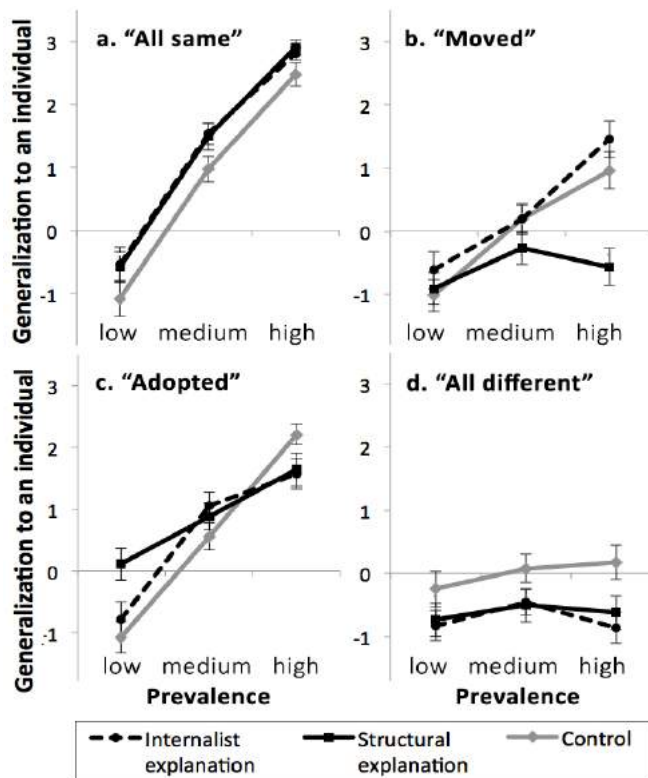 a. “All same”
b. “Moved”
Generalization to an individual
3
2
1
0
-1
low medium high
3
2
1
0
-1
low medium high
c. “Adopted”
d. “All different”
Generalization to an individual
3
2
1
0
-1
low medium high
Prevalence
3
2
1
0
-1
low medium high
Prevalence
Internalist explanation
Structural explanation
Control